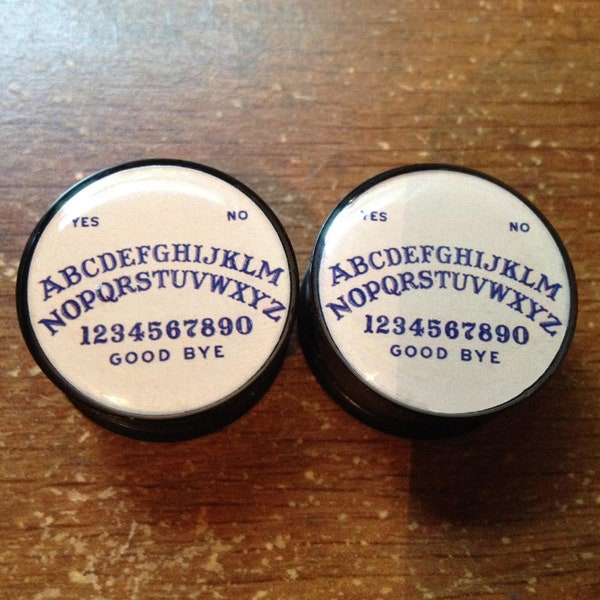 YES NO
ABCDEFGHIJKLM
NOPQRSTUVWXYZ
1234567890
GOOD BYE
YES NO
ABCDEFGHIJKLM
NOPQRSTUVWXYZ
1234567890
GOOD BYE